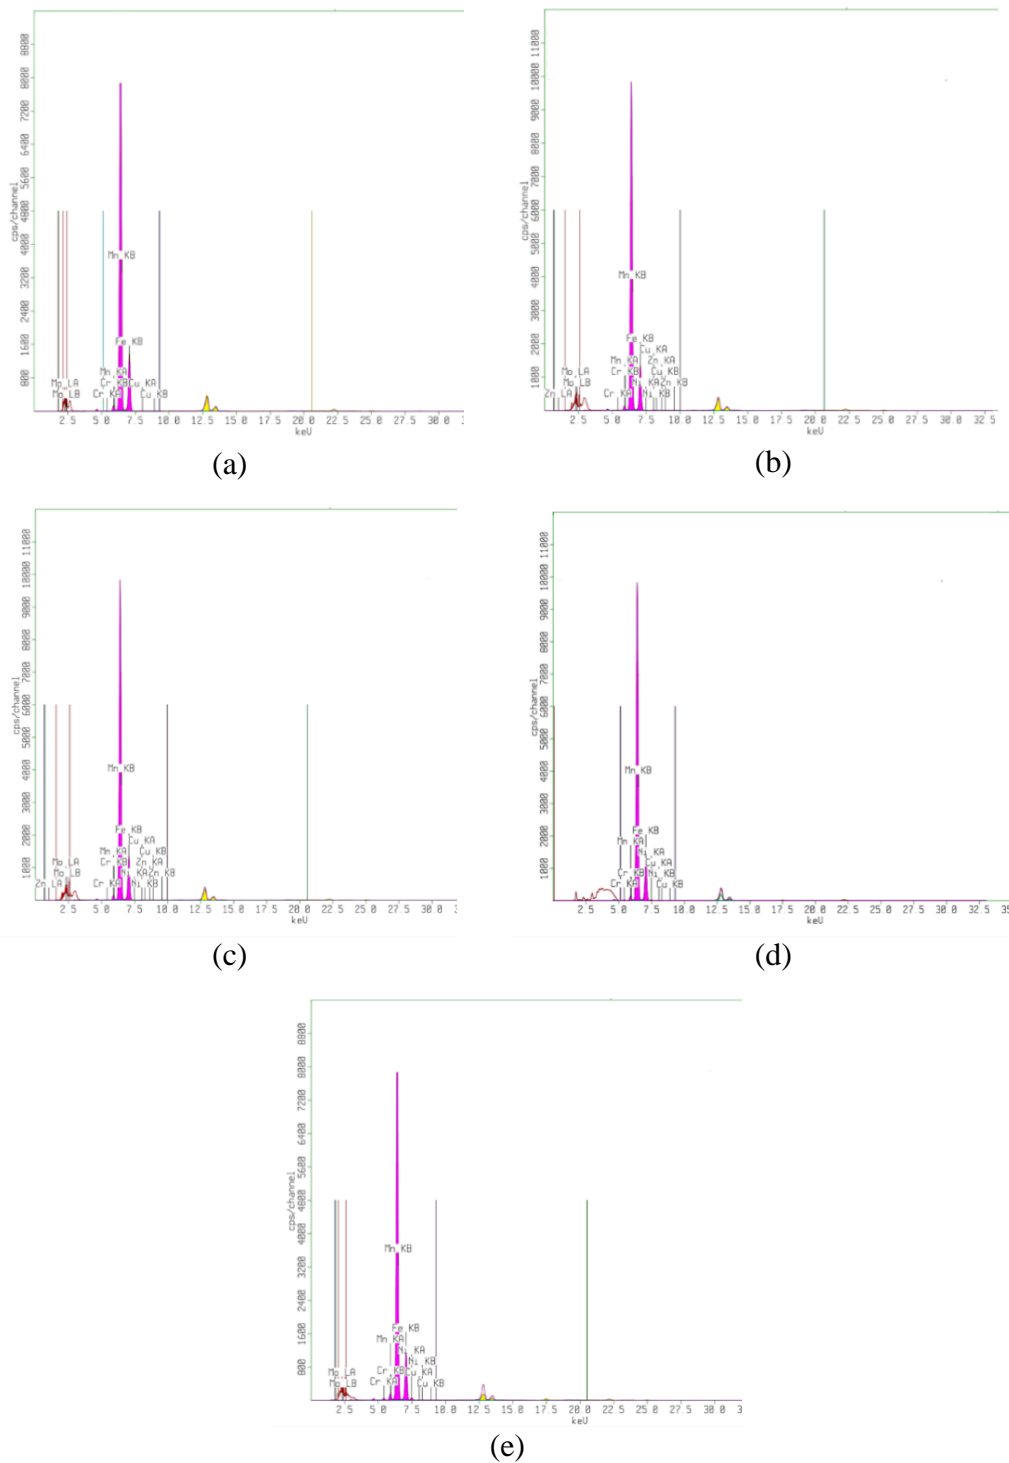 8800
8000
7200
6400
5600
4800
4000
3200
2400
1600
800
cps/channel
Mn KB
Fe KB
Mn KA
Mo LA Cr KB Cu KA
Mo LB Cr KA Cu KB
2.5 5.0 7.5 10.0 12.5 15.0 17.5 20.0 22.5 25.0 27.5 30.0 3
keV
(a)
11000
10000
9000
8000
7000
6000
5000
4000
3000
2000
1000
cps/channel
Mn KB
Fe KB
Cu KA
Mn KA Zn KA
Mo LA Cr KB Cu KB
Mo LB Ni KA Zn KB
Zn LA Cr KA Ni KB
2.5 5.0 7.5 10.0 12.5 15.0 17.5 20.0 22.5 25.0 27.5 30.0 32.5
keV
(b)
11000
10000
9000
8000
7000
6000
5000
4000
3000
2000
1000
cps/channel
Mn KB
Fe KB
Cu KA
Mn KA Cu KB
Mo LA Cr KB Zn KA
Mo LB Ni KA Zn KB
Zn LA Cr KA Ni KB
2.5 5.0 7.5 10.0 12.5 15.0 17.5 20.0 22.5 25.0 27.5 30.0
keV
(c)
11000
10000
9000
8000
7000
6000
5000
4000
3000
2000
1000
cps/channel
Mn KB
Fe KB
Mn KA
Ni KA
Cu KA
Cr KB Ni KB
Cr KA Cu KB
2.5 5.0 7.5 10.0 12.5 15.0 17.5 20.0 22.5 25.0 27.5 30.0 32.5 35
keV
(d)
8800
8000
7200
6400
5600
4800
4000
3200
2400
1600
800
cps/channel
Mn KB
Fe KB
Mn KA
Ni KA
Ni KB
Mo LA Cr KB Cu KA
Mo LB Cr KA Cu KB
2.5 5.0 7.5 10.0 12.5 15.0 17.5 20.0 22.5 25.0 27.5 30.0 3
keV
(e)